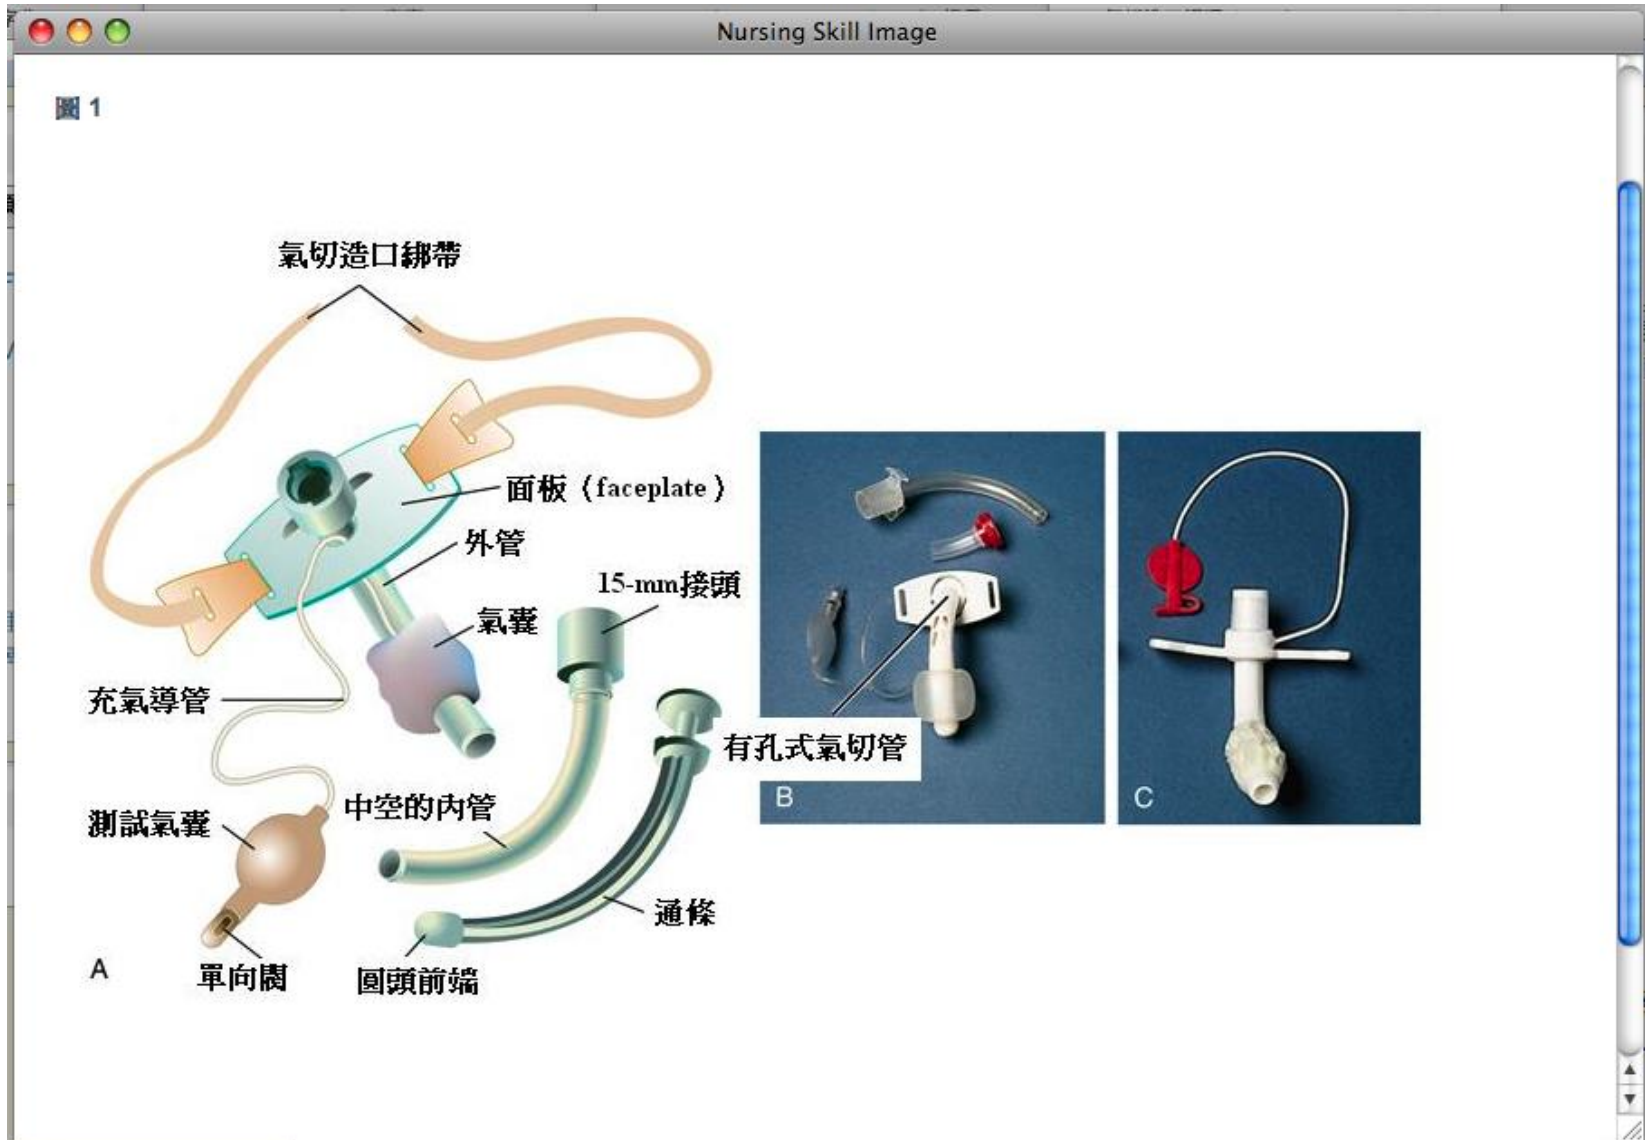 Nursing Skill Image
圖 1
氣切造口綁帶
面板（faceplate）
外管
15-mm接頭
氣囊
充氣導管
有孔式氣切管
中空的內管
測試氣囊
通條
單向閥
圓頭前端
A
B
C